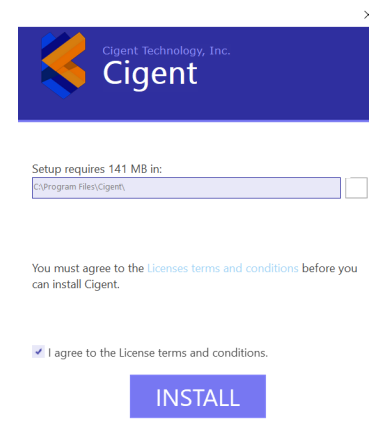 Cigent Technology, Inc.
Cigent
Setup requires 141 MB in:
C:\Program Files\Cigent\
You must agree to the Licenses terms and conditions before you
can install Cigent.
I agree to the License terms and conditions.
INSTALL